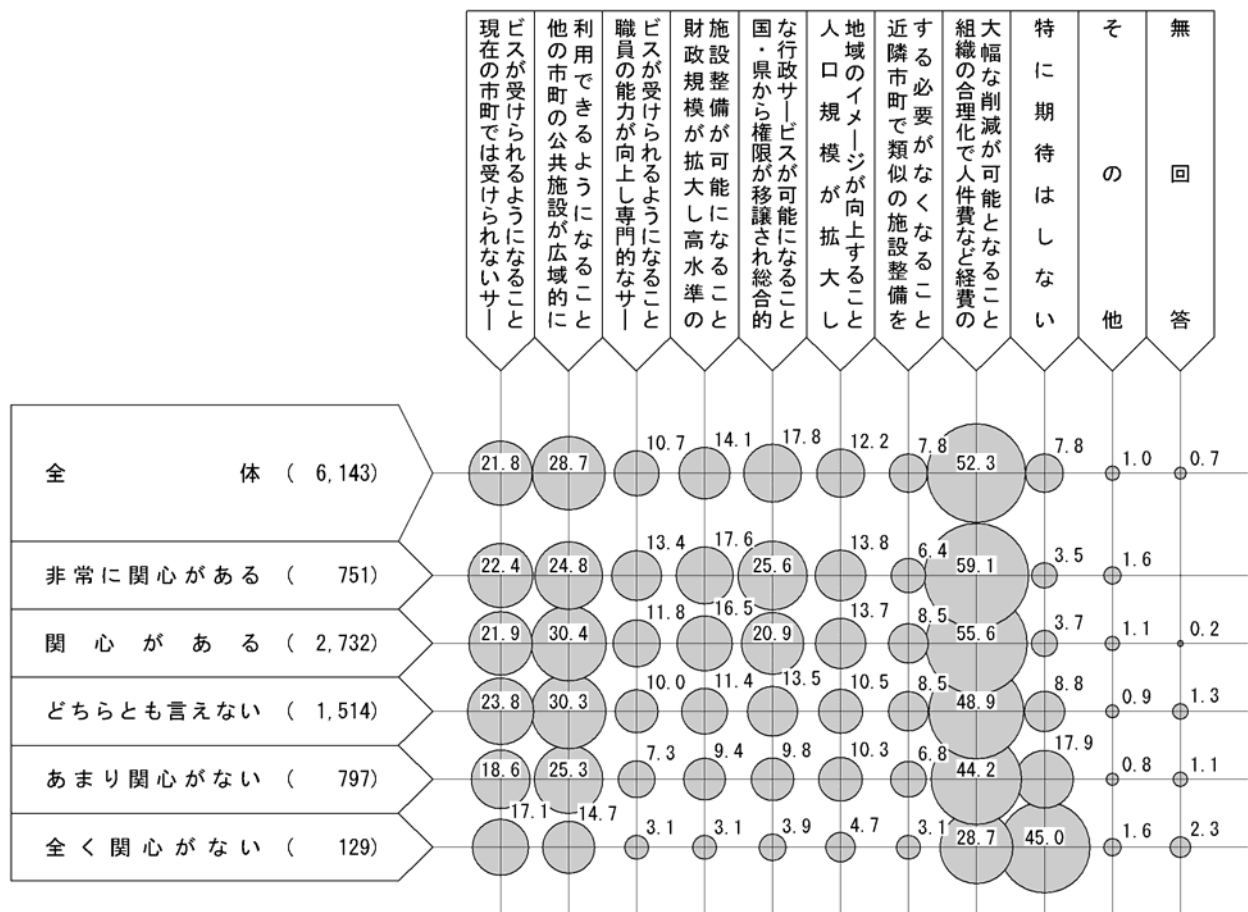 現在の市町では受けられないサー
ビスが受けられるようになること
他の市町の公共施設が広域的に
利用できるようになること
職員の能力が向上し専門的なサー
ビスが受けられるようになること
財政規模が拡大し高水準の
施設整備が可能になること
国・県から権限が移譲され総合的
な行政サービスが可能になること
人口規模が拡大し
地域のイメージが向上すること
近隣市町で類似の施設整備を
する必要がなくなること
組織の合理化で人件費など経費の
大幅な削減が可能となること
特に期待はしない
その他
無回答
全体 ( 6,143) 21.8 28.7 10.7 14.1 17.8 12.2 7.8 52.3 7.8 1.0 0.7
非常に関心がある ( 751) 22.4 24.8 13.4 17.6 25.6 13.8 6.4 59.1 3.5 1.6
関心がある ( 2,732) 21.9 30.4 11.8 16.5 20.9 13.7 8.5 55.6 3.7 1.1 0.2
どちらとも言えない ( 1,514) 23.8 30.3 10.0 11.4 13.5 10.5 8.5 48.9 8.8 0.9 1.3
あまり関心がない ( 797) 18.6 25.3 7.3 9.4 9.8 10.3 6.8 44.2 17.9 0.8 1.1
全く関心がない ( 129) 17.1 14.7 3.1 3.1 3.9 4.7 3.1 28.7 45.0 1.6 2.3